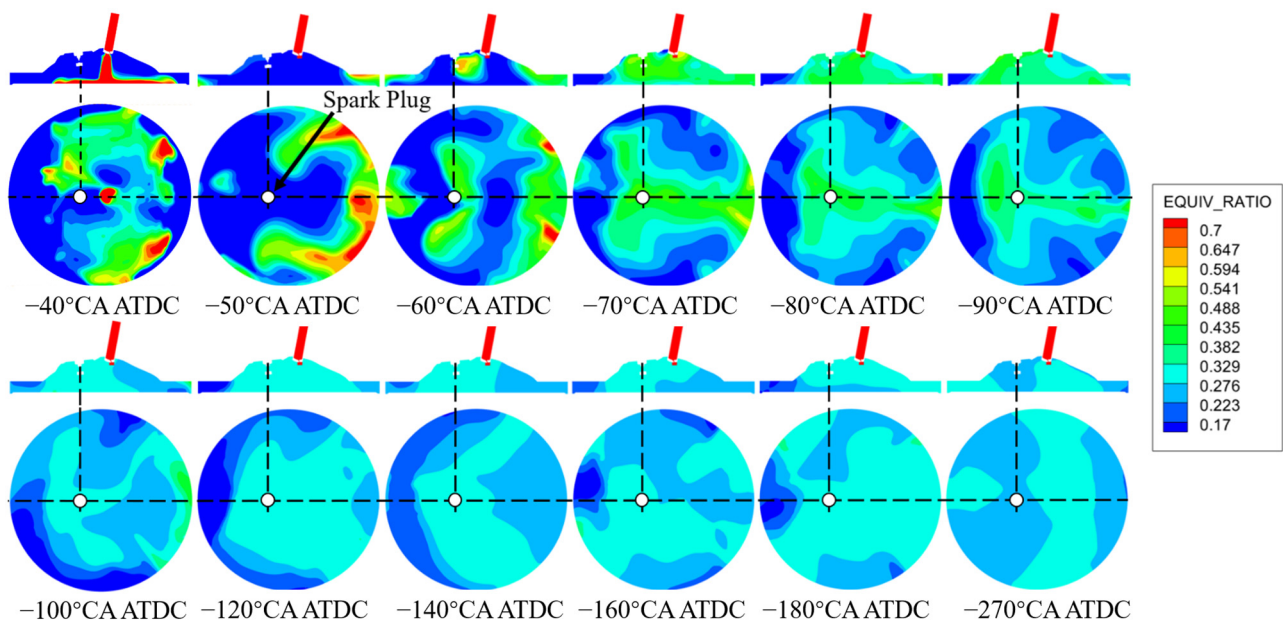 Spark Plug
−40°CA ATDC
−50°CA ATDC
−60°CA ATDC
−70°CA ATDC
−80°CA ATDC
−90°CA ATDC
EQUIV_RATIO
0.7
0.647
0.594
0.541
0.488
0.435
0.382
0.329
0.276
0.223
0.17
−100°CA ATDC
−120°CA ATDC
−140°CA ATDC
−160°CA ATDC
−180°CA ATDC
−270°CA ATDC